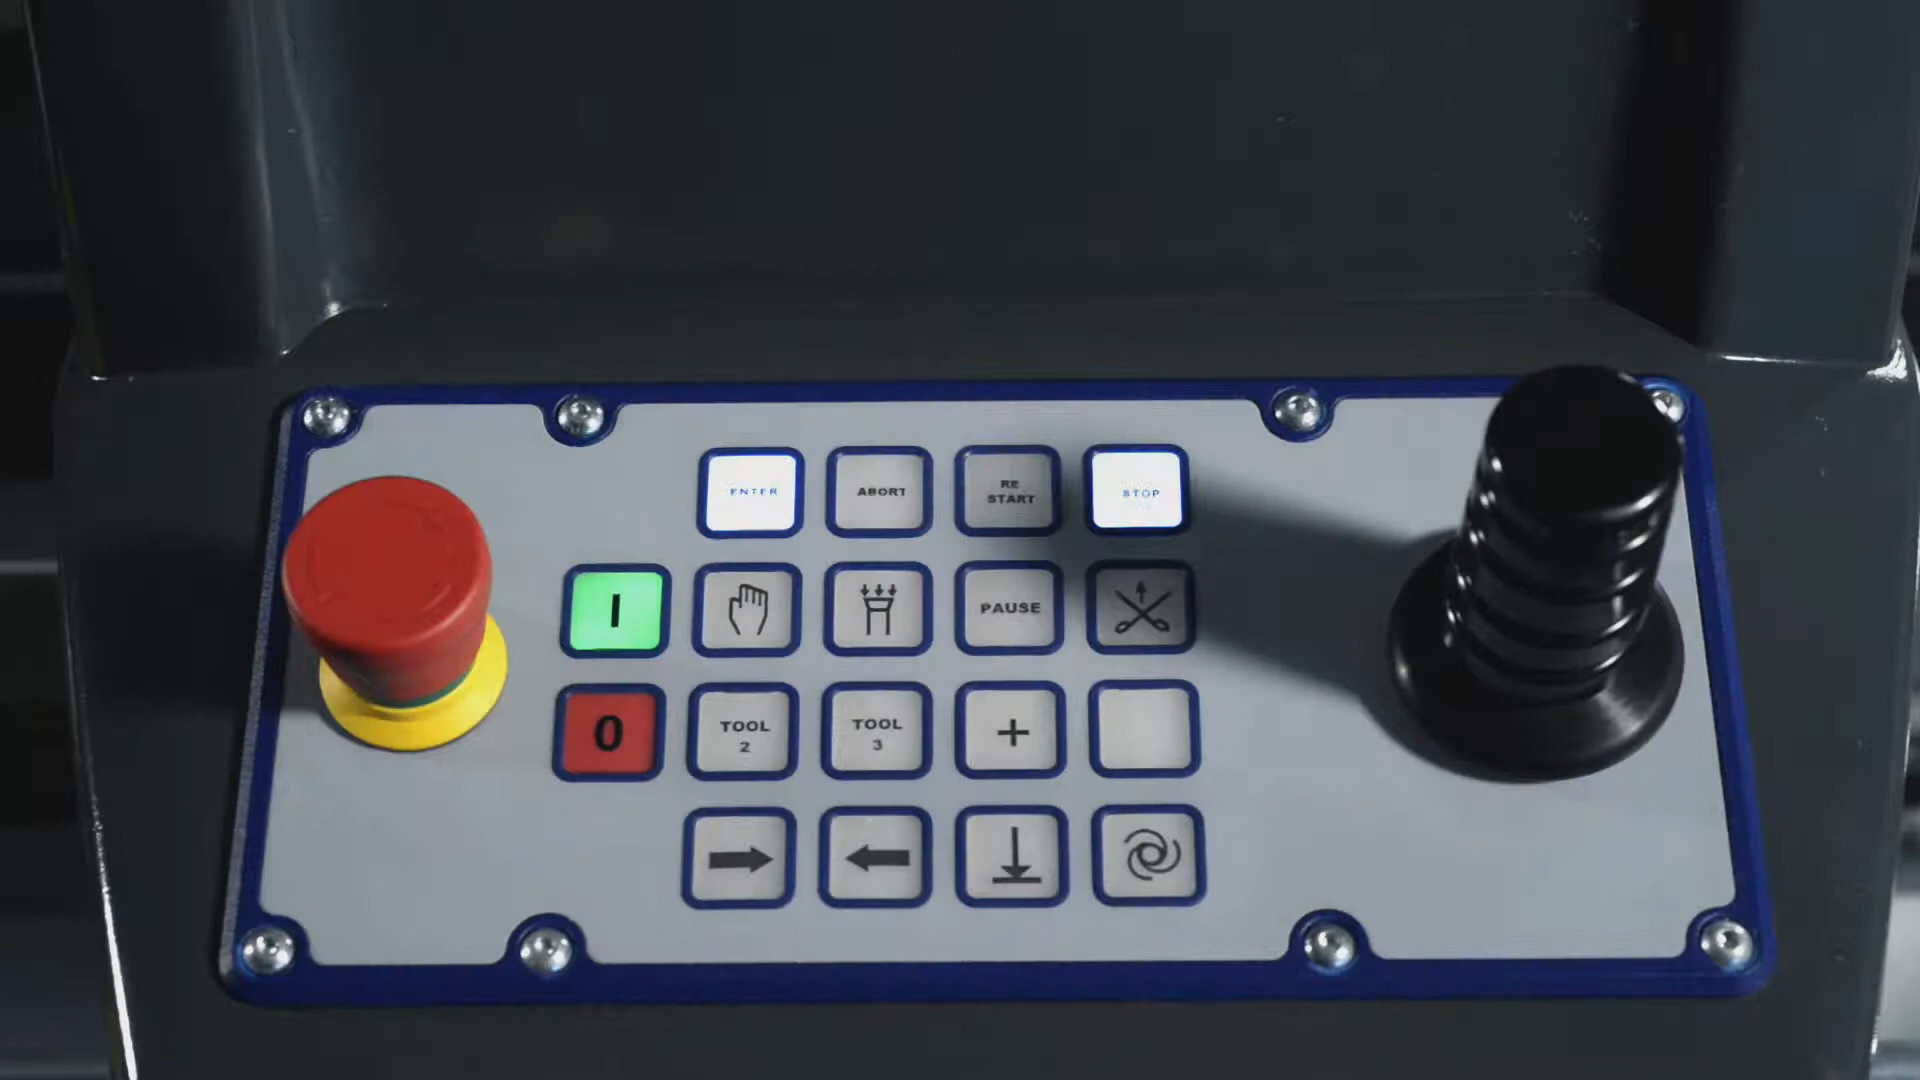 ENTER
ABORT
RE
START
STOP
I
PAUSE
0
TOOL
2
TOOL
3
+